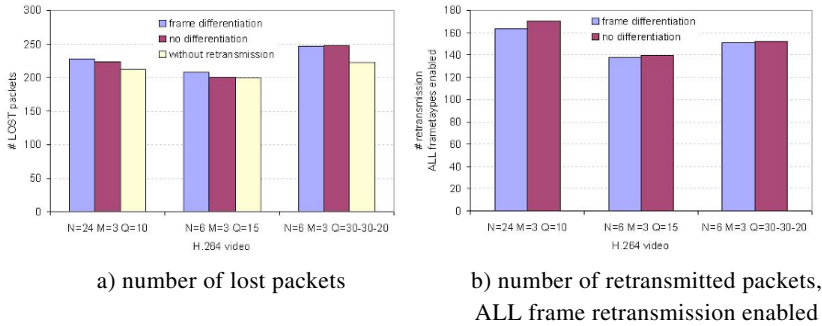 300
250
200
150
100
50
0
# LOST packets
frame differentiation
no differentiation
without retransmission
N=24 M=3 Q=10
N=6 M=3 Q=15
N=6 M=3 Q=30-30-20
H.264 video
a) number of lost packets
180
160
140
120
100
80
60
40
20
0
# retransmission
ALL frametaypes enabled
frame differentiation
no differentiation
N=24 M=3 Q=10
N=6 M=3 Q=15
N=6 M=3 Q=30-30-20
H.264 video
b) number of retransmitted packets,
ALL frame retransmission enabled